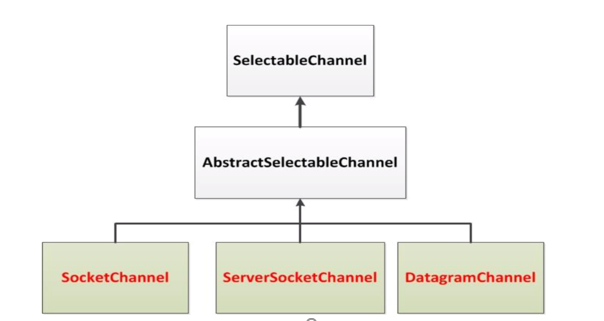 SelectableChannel
AbstractSelectableChannel
SocketChannel
ServerSocketChannel
DatagramChannel